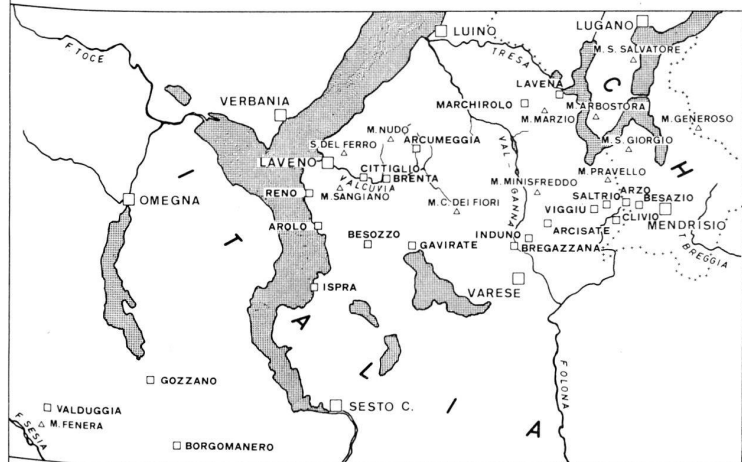 LUINO
LUGANO
F. TOCE
TRESA
M. S. SALVATORE
C
LAVENA
VERBANIA
MARCHIROLO
M. ARBOSTORA
M. MARZIO
M. GENEROSO
M. NUDO
S. DEL FERRO
ARCUMEGGIA
M. S. GIORGIO
VAL-GANNA
LAVENO
CITTIGLIO
H
M. PRAVELLO
I
VALCUVIA
BRENTA
OMEGNA
RENO
M. SANGIANO
M. MINISFREDDO
ARZO
SALTRIO
BESAZIO
M. C. DEI FIORI
VIGGIU
CLIVIO
MENDRISIO
AROLO
ARCISATE
T
BESOZZO
GAVIRATE
INDUNO
BREGAZZANA
T. BREGGIA
ISPRA
VARESE
A
L
F. OLONA
GOZZANO
I
SESTO C.
VALDUGGIA
M. FENERA
F. SESIA
A
BORGOMANERO